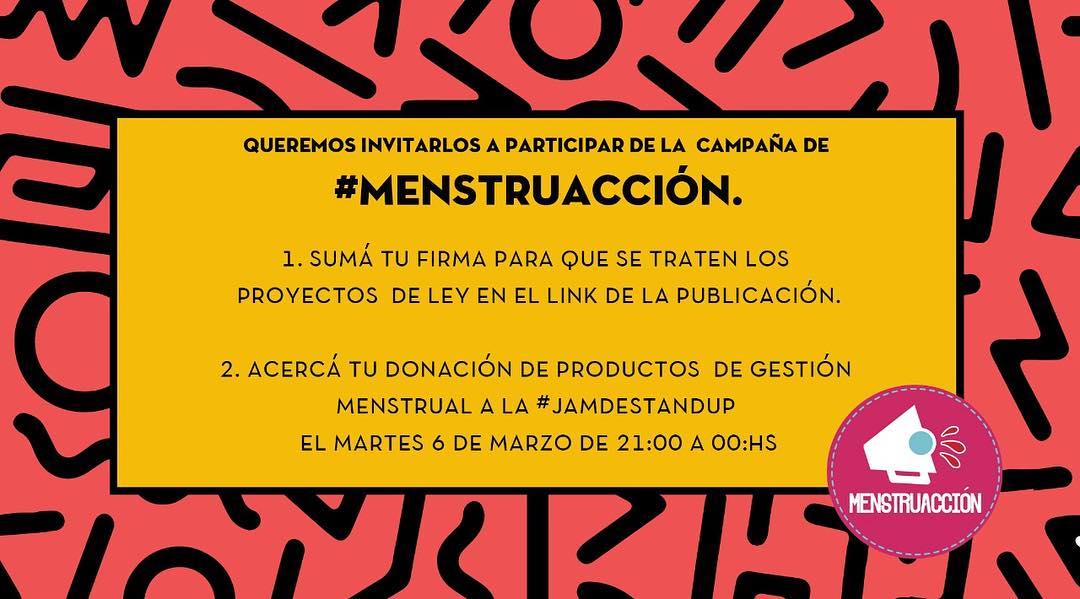 QUEREMOS INVITARLOS A PARTICIPAR DE LA CAMPAÑA DE
#MENSTRUACCIÓN.
1. SUMÁ TU FIRMA PARA QUE SE TRATEN LOS
PROYECTOS DE LEY EN EL LINK DE LA PUBLICACIÓN.
2. ACERCÁ TU DONACIÓN DE PRODUCTOS DE GESTIÓN
MENSTRUAL A LA #JAMDESTANDUP
EL MARTES 6 DE MARZO DE 21:00 A 00:HS
MENSTRUACCIÓN